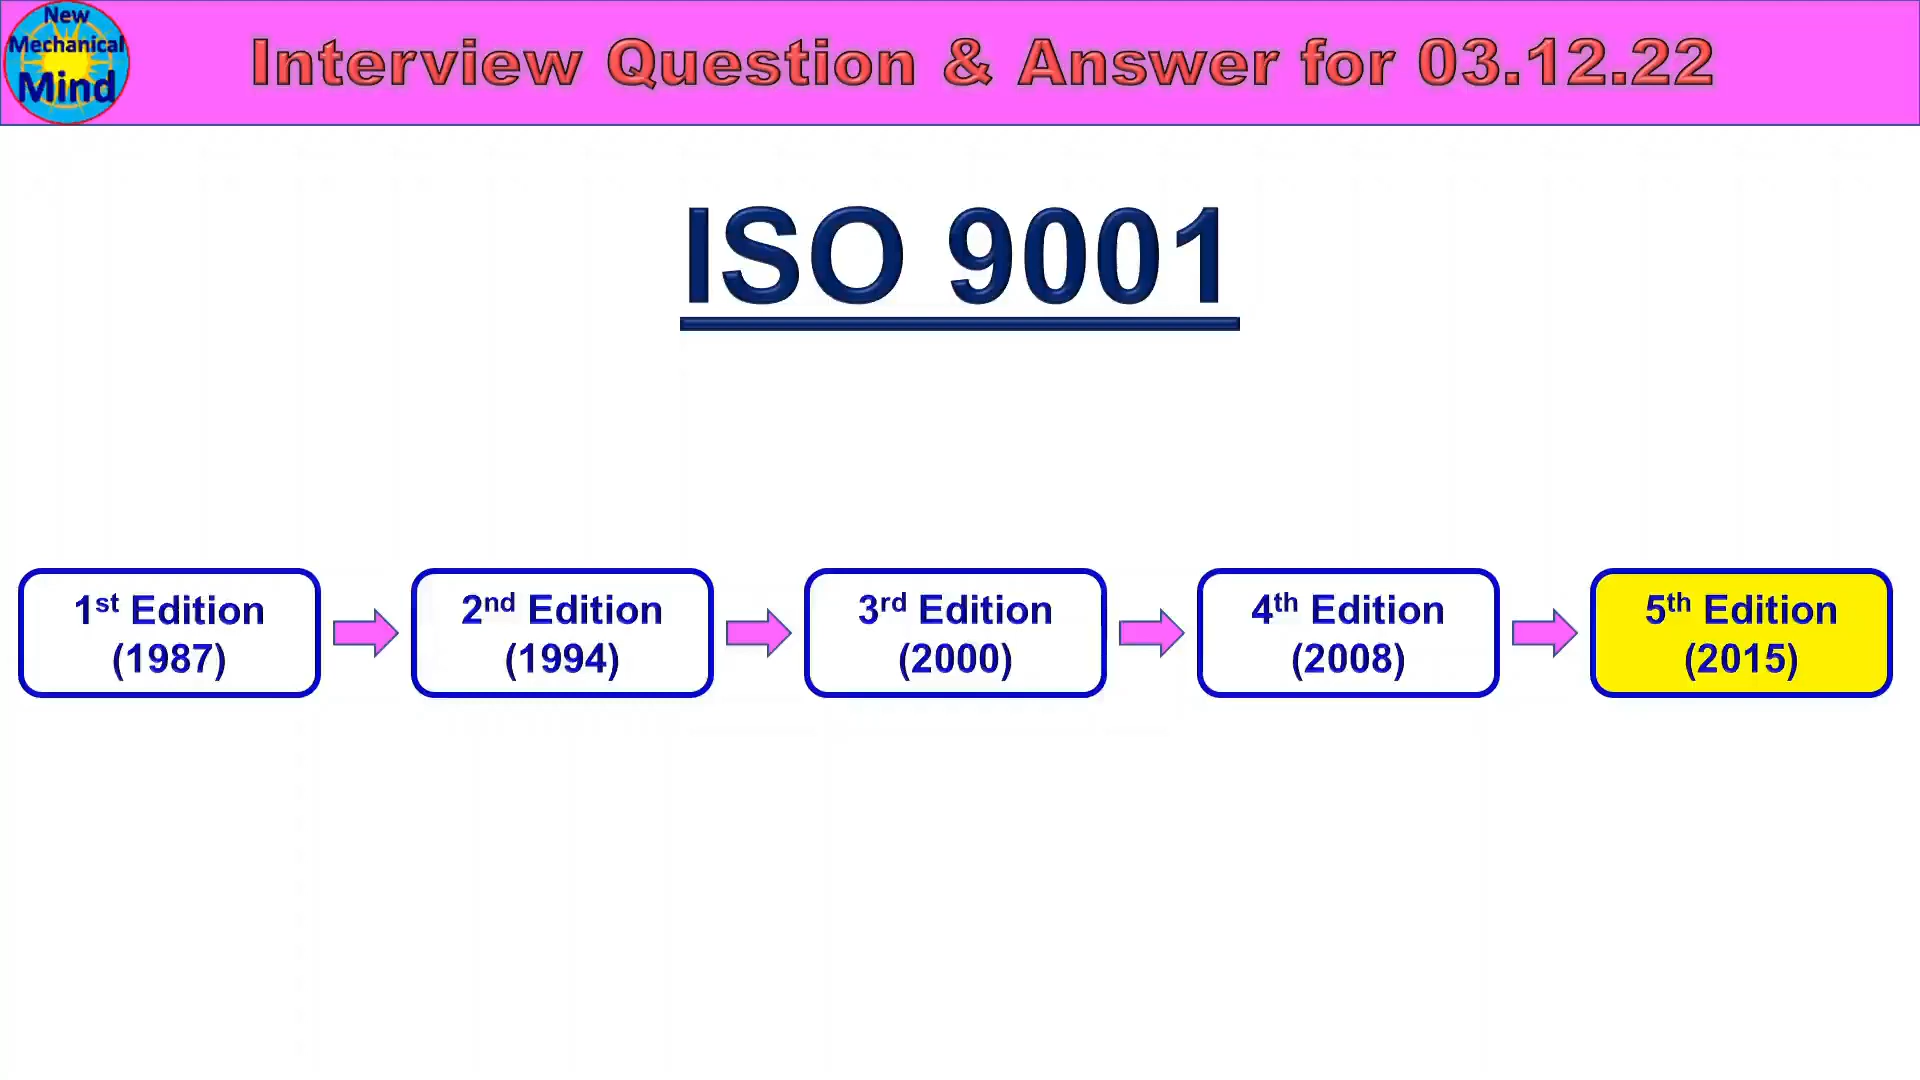 New
Mechanical
Mind
Interview Question & Answer for 03.12.22
ISO 9001
1st Edition
(1987)
2nd Edition
(1994)
3rd Edition
(2000)
4th Edition
(2008)
5th Edition
(2015)